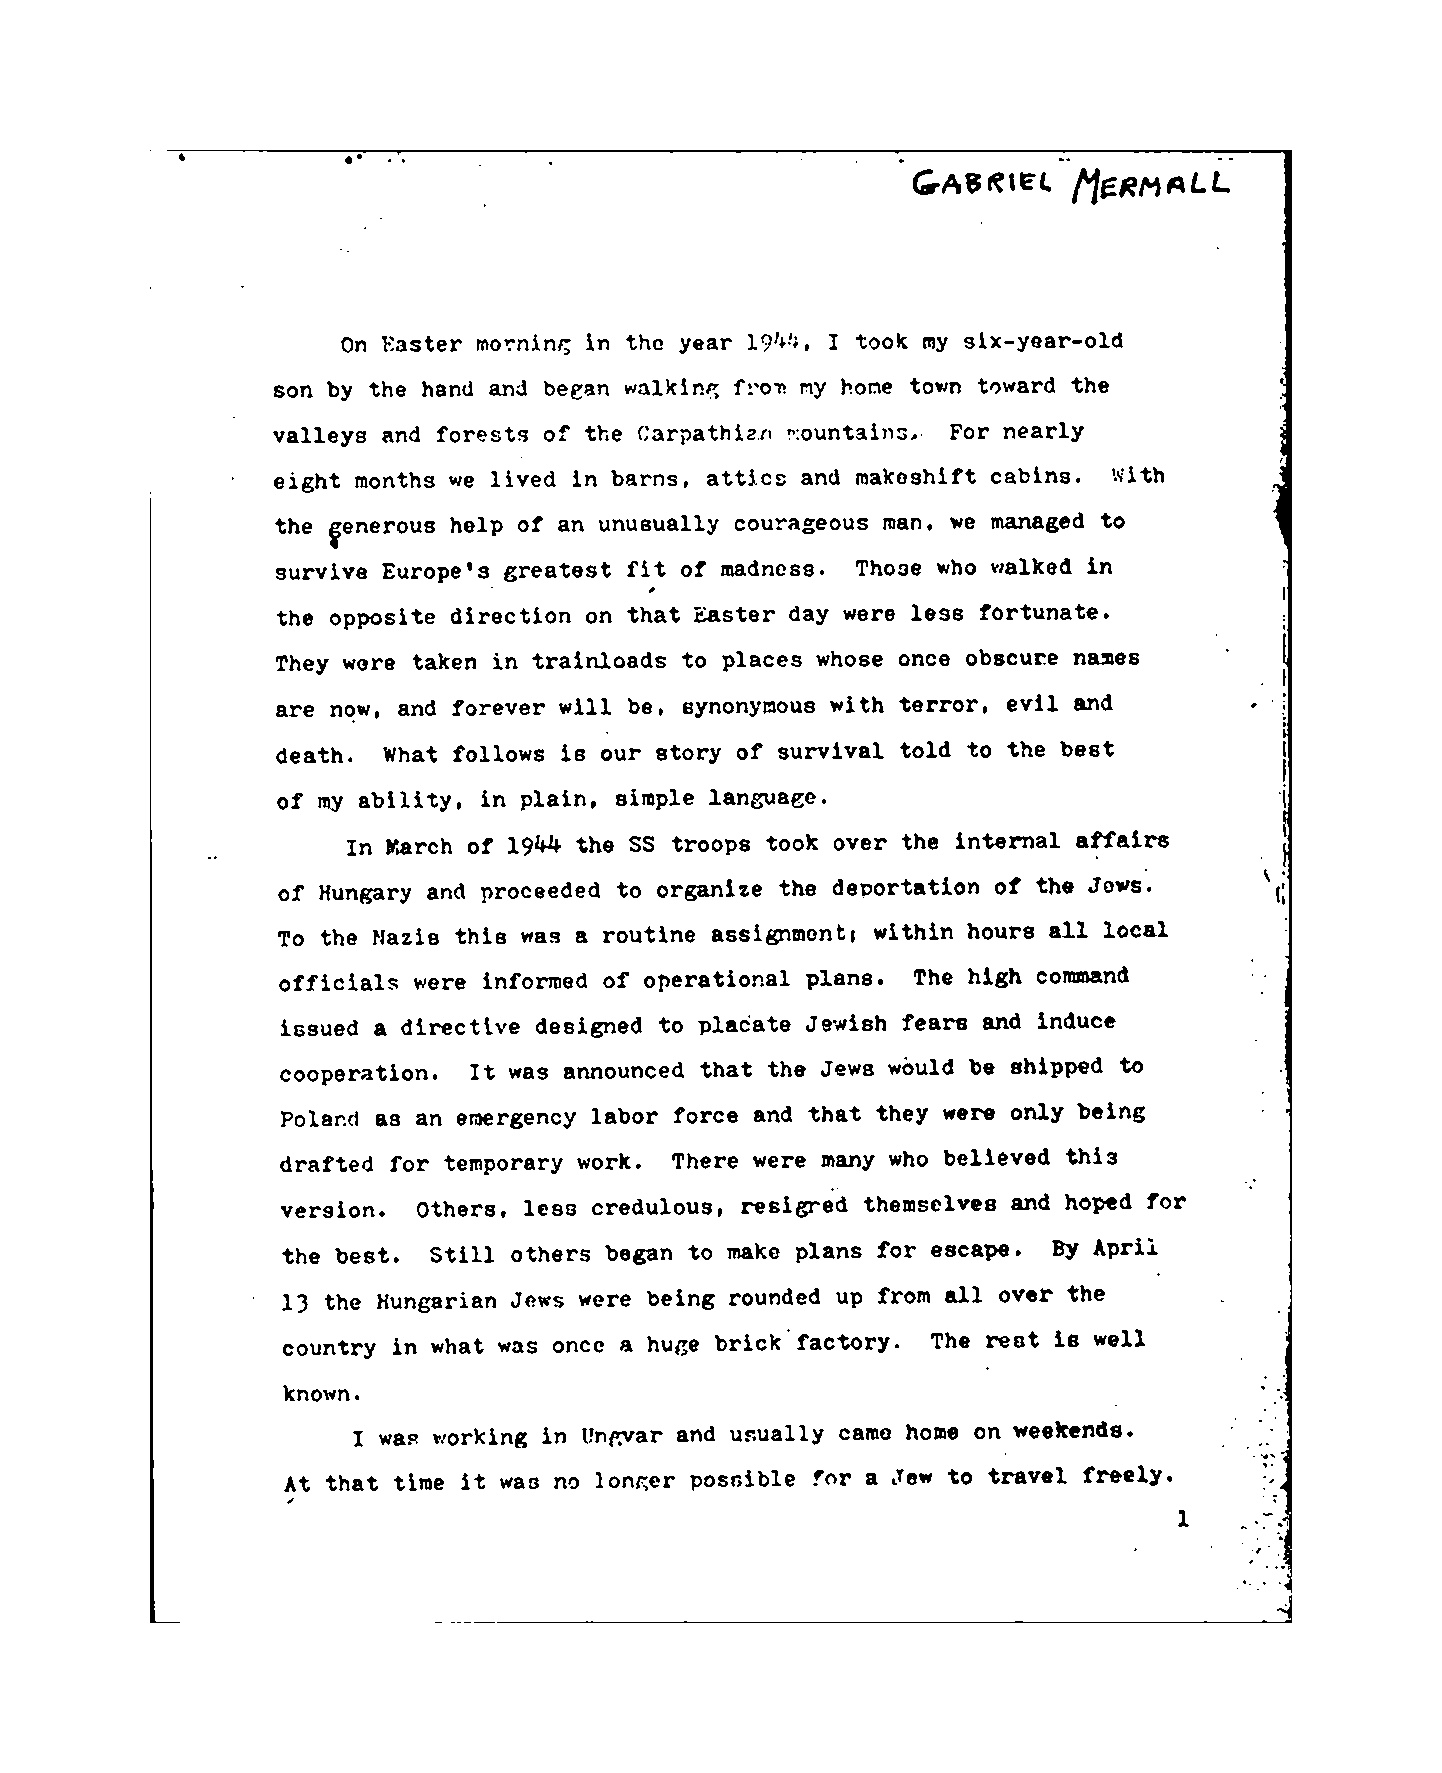 GABRIEL MERMALL
On Easter morning in the year 1944, I took my six-year-old
son by the hand and began walking from my home town toward the
valleys and forests of the Carpathian mountains. For nearly
eight months we lived in barns, attics and makeshift cabins. With
the generous help of an unusually courageous man, we managed to
survive Europe's greatest fit of madness. Those who walked in
the opposite direction on that Easter day were less fortunate.
They were taken in trainloads to places whose once obscure names
are now, and forever will be, synonymous with terror, evil and
death. What follows is our story of survival told to the best
of my ability, in plain, simple language.
In March of 1944 the SS troops took over the internal affairs
of Hungary and proceeded to organize the deportation of the Jews.
To the Nazis this was a routine assignment; within hours all local
officials were informed of operational plans. The high command
issued a directive designed to placate Jewish fears and induce
cooperation. It was announced that the Jews would be shipped to
Poland as an emergency labor force and that they were only being
drafted for temporary work. There were many who believed this
version. Others, less credulous, resigned themselves and hoped for
the best. Still others began to make plans for escape. By April
13 the Hungarian Jews were being rounded up from all over the
country in what was once a huge brick factory. The rest is well
known.
I was working in Ungvar and usually came home on weekends.
At that time it was no longer possible for a Jew to travel freely.
1